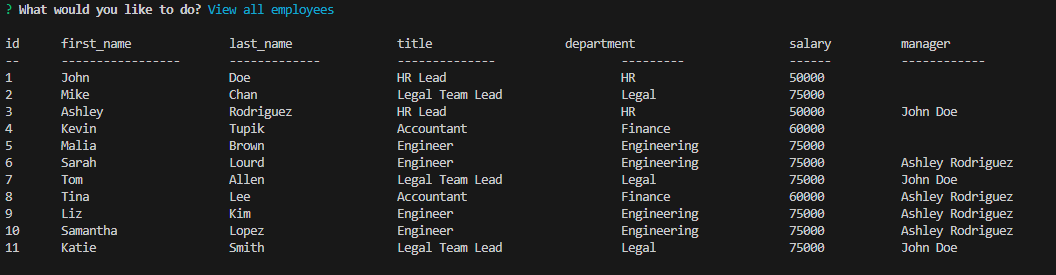 ? What would you like to do? View all employees
id first_name last_name title department salary manager
-- ----------------- ------------- -------------- --------- ------ ------------
1 John Doe HR Lead HR 50000
2 Mike Chan Legal Team Lead Legal 75000
3 Ashley Rodriguez HR Lead HR 50000 John Doe
4 Kevin Tupik Accountant Finance 60000
5 Malia Brown Engineer Engineering 75000
6 Sarah Lourd Engineer Engineering 75000 Ashley Rodriguez
7 Tom Allen Legal Team Lead Legal 75000 John Doe
8 Tina Lee Accountant Finance 60000 Ashley Rodriguez
9 Liz Kim Engineer Engineering 75000 Ashley Rodriguez
10 Samantha Lopez Engineer Engineering 75000 Ashley Rodriguez
11 Katie Smith Legal Team Lead Legal 75000 John Doe